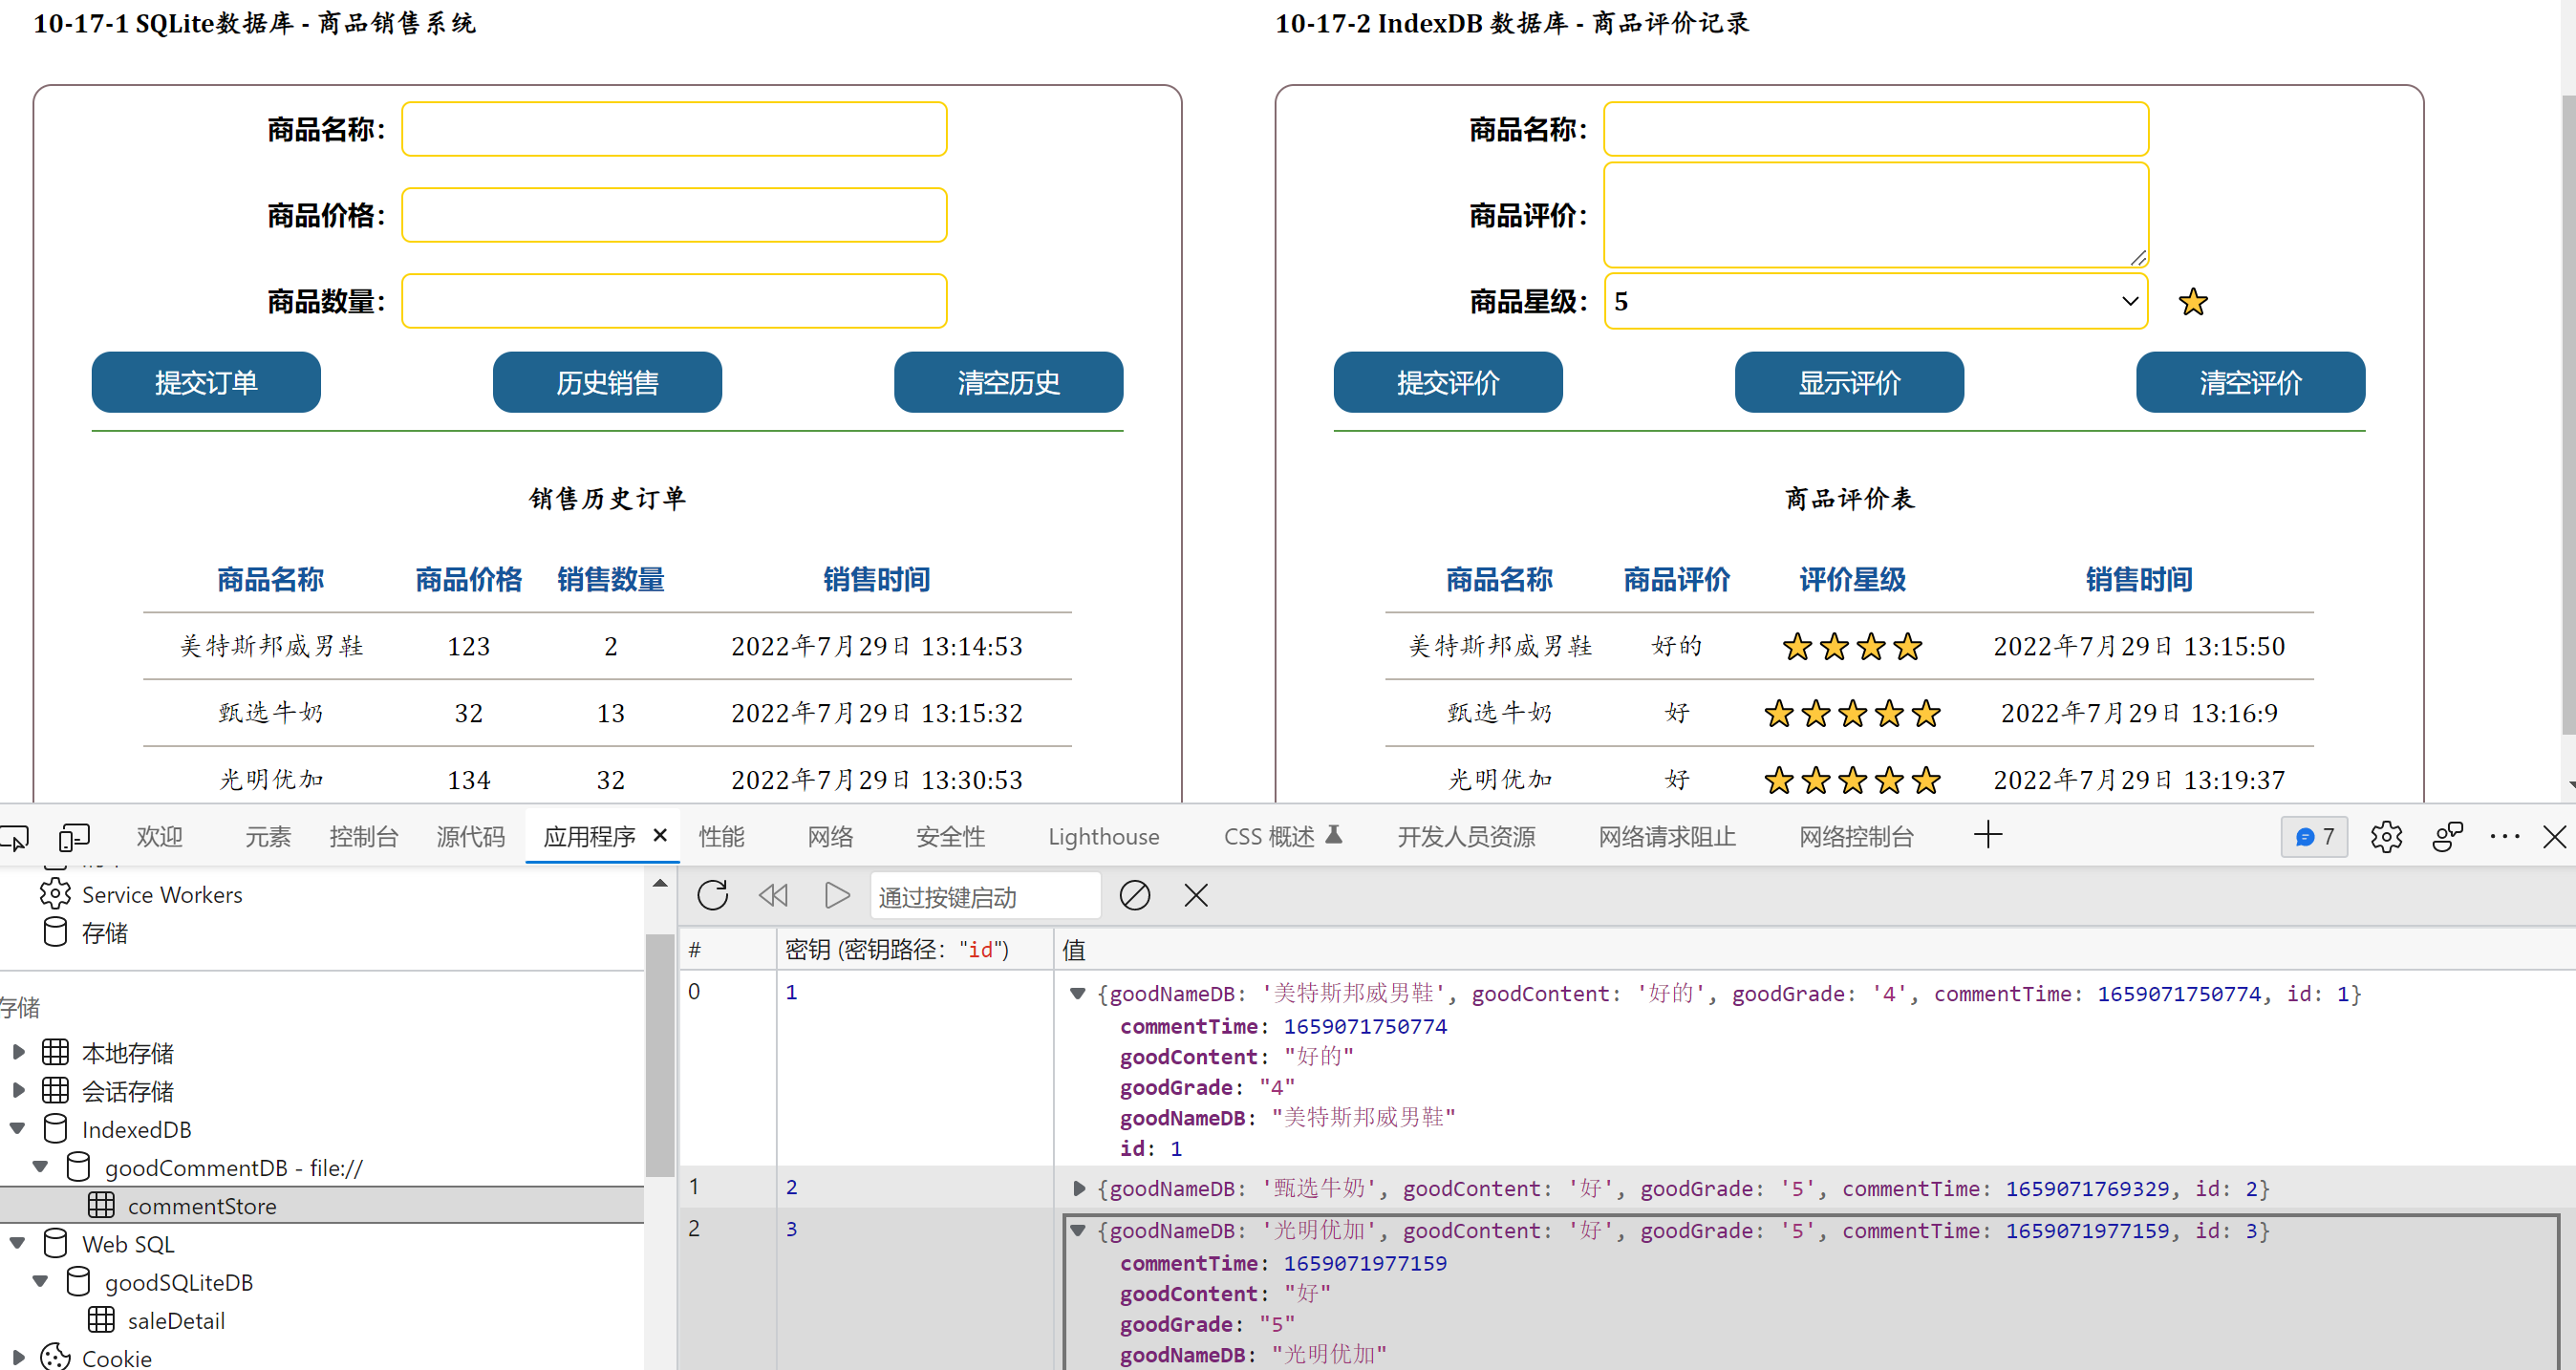 10-17-1 SQLite数据库 - 商品销售系统
商品名称：
商品价格：
商品数量：
提交订单 历史销售 清空历史
销售历史订单
商品名称 商品价格 销售数量 销售时间
美特斯邦威男鞋 123 2 2022年7月29日 13:14:53
甄选牛奶 32 13 2022年7月29日 13:15:32
光明优加 134 32 2022年7月29日 13:30:53
10-17-2 IndexDB 数据库 - 商品评价记录
商品名称：
商品评价：
商品星级： 5
提交评价 显示评价 清空评价
商品评价表
商品名称 商品评价 评价星级 销售时间
美特斯邦威男鞋 好的 2022年7月29日 13:15:50
甄选牛奶 好 2022年7月29日 13:16:9
光明优加 好 2022年7月29日 13:19:37
欢迎 元素 控制台 源代码 应用程序 性能 网络 安全性 Lighthouse CSS 概述 开发人员资源 网络请求阻止 网络控制台 7
Service Workers
存储
存储
本地存储
会话存储
IndexedDB
goodCommentDB - file://
commentStore
Web SQL
goodSQLiteDB
saleDetail
Cookie
通过按键启动
# 密钥 (密钥路径："id") 值
0 1 {goodNameDB: '美特斯邦威男鞋', goodContent: '好的', goodGrade: '4', commentTime: 1659071750774, id: 1}
commentTime: 1659071750774
goodContent: "好的"
goodGrade: "4"
goodNameDB: "美特斯邦威男鞋"
id: 1
1 2 {goodNameDB: '甄选牛奶', goodContent: '好', goodGrade: '5', commentTime: 1659071769329, id: 2}
2 3 {goodNameDB: '光明优加', goodContent: '好', goodGrade: '5', commentTime: 1659071977159, id: 3}
commentTime: 1659071977159
goodContent: "好"
goodGrade: "5"
goodNameDB: "光明优加"